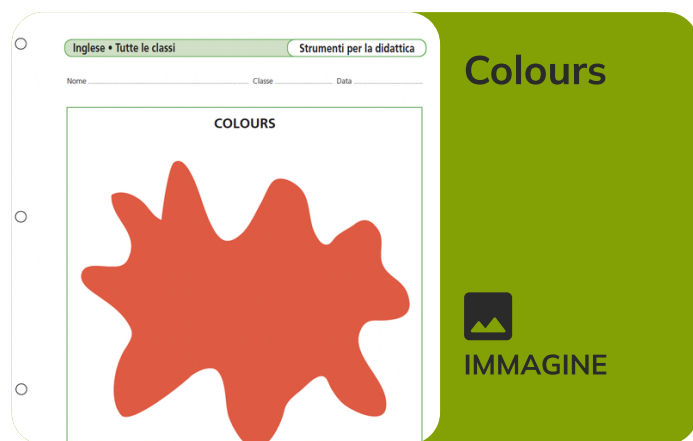 Inglese • Tutte le classi
Strumenti per la didattica
Nome
Classe
Data
COLOURS
Colours
IMMAGINE